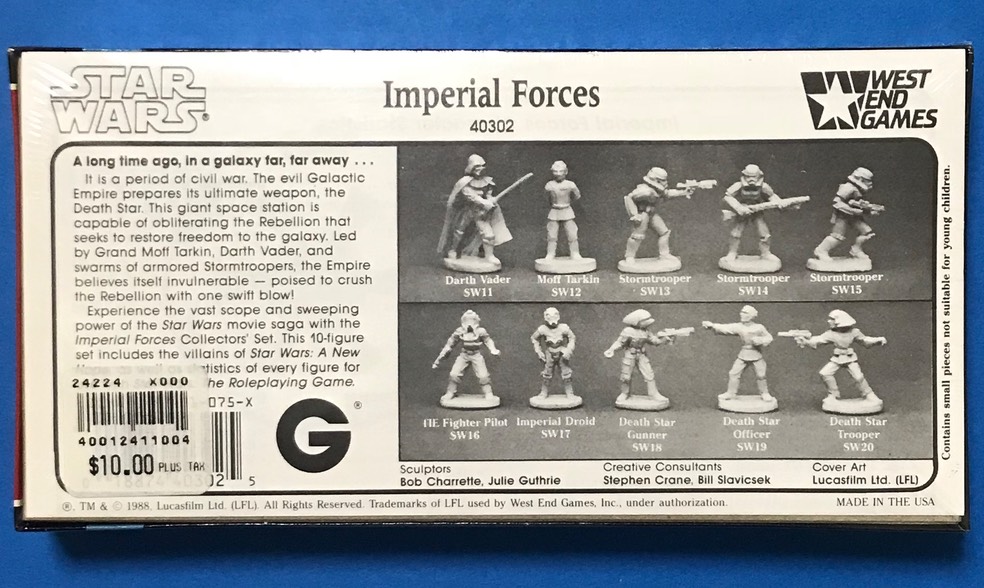 STAR
WARS®
Imperial Forces
40302
WEST
END
GAMES
A long time ago, in a galaxy far, far away . . .
It is a period of civil war. The evil Galactic
Empire prepares its ultimate weapon, the
Death Star. This giant space station is
capable of obliterating the Rebellion that
seeks to restore freedom to the galaxy. Led
by Grand Moff Tarkin, Darth Vader, and
swarms of armored Stormtroopers, the Empire
believes itself invulnerable — poised to crush
the Rebellion with one swift blow!
Experience the vast scope and sweeping
power of the Star Wars movie saga with the
Imperial Forces Collectors' Set. This 10-figure
set includes the villains of Star Wars: A New
tistics of every figure for
he Roleplaying Game.
24224 X000
075-X
40012411004
$10.00 PLUS TAX
5
G®
Darth Vader
SW11
Moff Tarkin
SW12
Stormtrooper
SW13
Stormtrooper
SW14
Stormtrooper
SW15
TIE Fighter Pilot
SW16
Imperial Droid
SW17
Death Star
Gunner
SW18
Death Star
Officer
SW19
Death Star
Trooper
SW20
Sculptors
Bob Charrette, Julie Guthrie
Creative Consultants
Stephen Crane, Bill Slavicsek
Cover Art
Lucasfilm Ltd. (LFL)
®, TM & © 1988, Lucasfilm Ltd. (LFL). All Rights Reserved. Trademarks of LFL used by West End Games, Inc., under authorization.
MADE IN THE USA
Contains small pieces not suitable for young children.